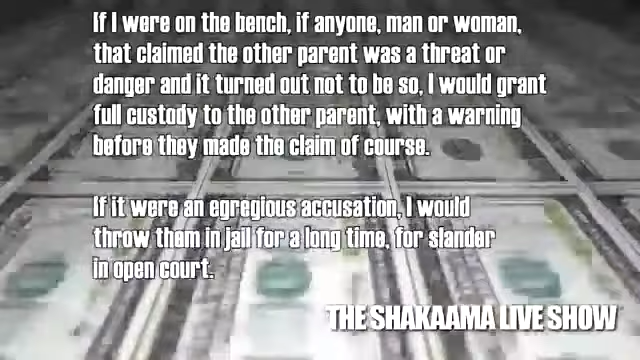 If I were on the bench, if anyone, man or woman,
that claimed the other parent was a threat or
danger and it turned out not to be so, I would grant
full custody to the other parent, with a warning
before they made the claim of course.
If it were an egregious accusation, I would
throw them in jail for a long time, for slander
in open court.
THE SHAKAAMA LIVE SHOW